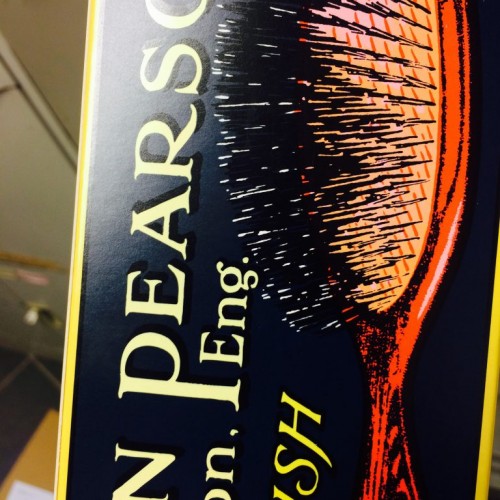 N PEARSO
on, Eng.
USH